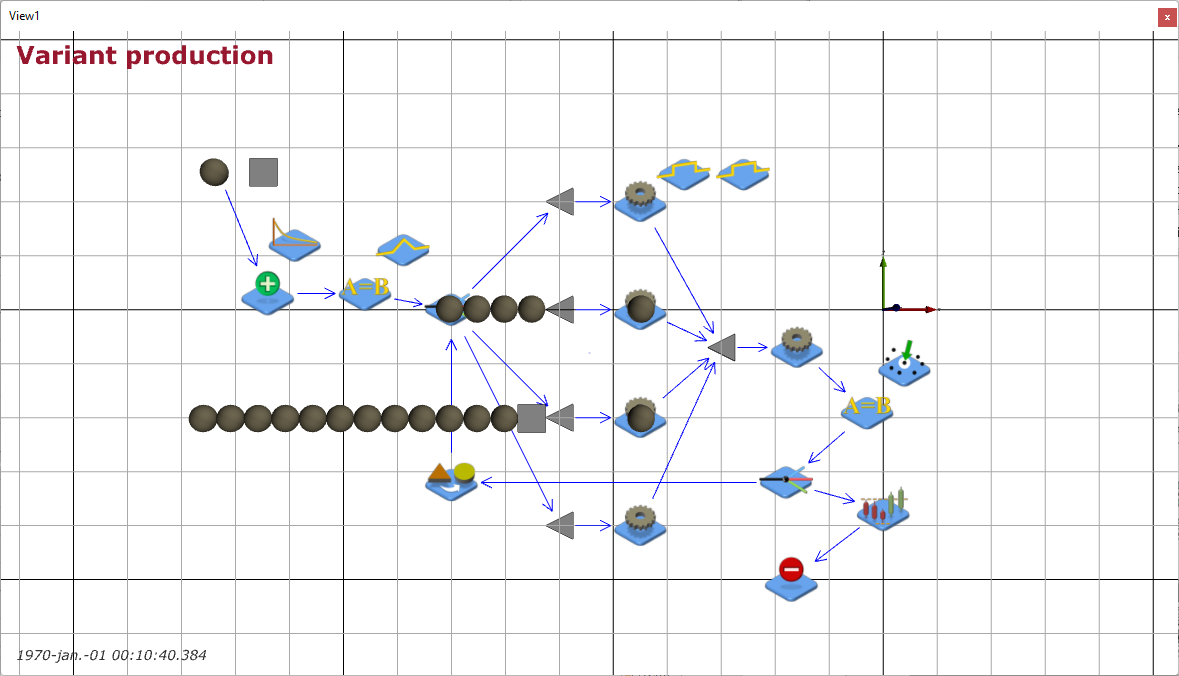 View1
x
Variant production
A=B
A=B
1970-jan.-01 00:10:40.384